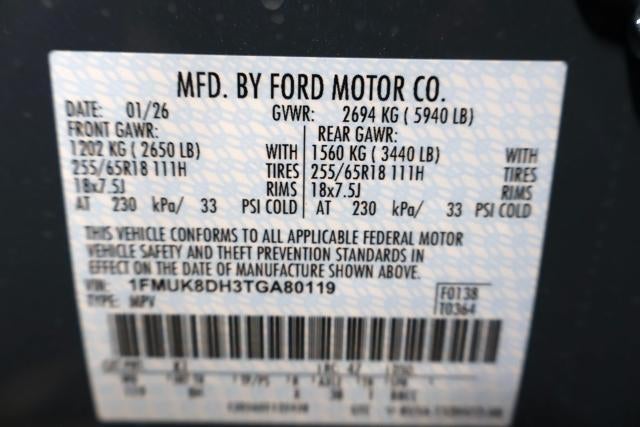 MFD. BY FORD MOTOR CO.
DATE: 01/26 GVWR: 2694 KG ( 5940 LB)
FRONT GAWR: REAR GAWR:
1202 KG ( 2650 LB) WITH 1560 KG ( 3440 LB) WITH
255/65R18 111H TIRES 255/65R18 111H TIRES
18x7.5J RIMS 18x7.5J RIMS
AT 230 kPa/ 33 PSI COLD AT 230 kPa/ 33 PSI COLD
THIS VEHICLE CONFORMS TO ALL APPLICABLE FEDERAL MOTOR
VEHICLE SAFETY AND THEFT PREVENTION STANDARDS IN
EFFECT ON THE DATE OF MANUFACTURE SHOWN ABOVE.
VIN: 1FMUK8DH3TGA80119 F0138
TYPE: MPV T0364